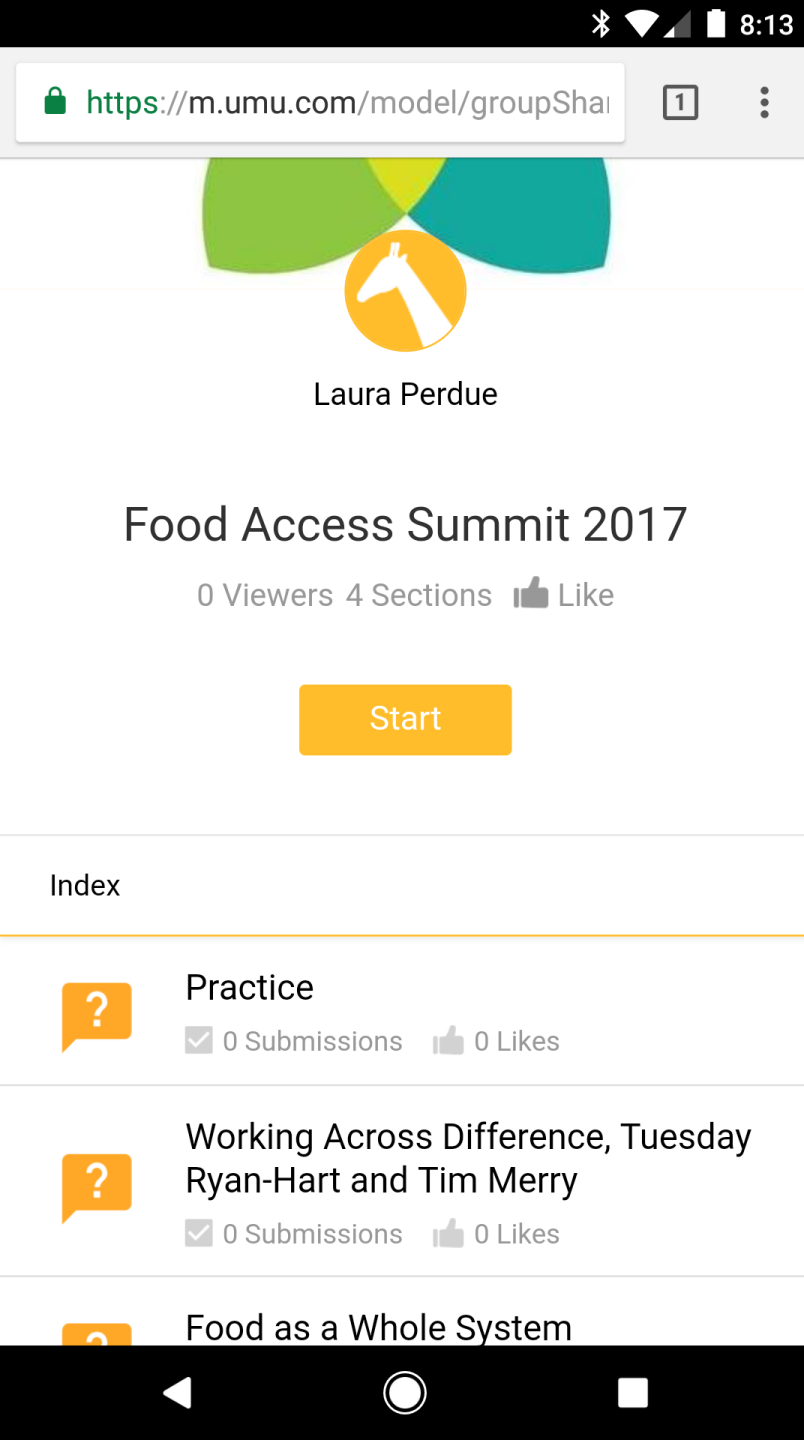 8:13
https://m.umu.com/model/groupShar
1
Laura Perdue
Food Access Summit 2017
0 Viewers 4 Sections Like
Start
Index
?
Practice
0 Submissions 0 Likes
?
Working Across Difference, Tuesday
Ryan-Hart and Tim Merry
0 Submissions 0 Likes
?
Food as a Whole System